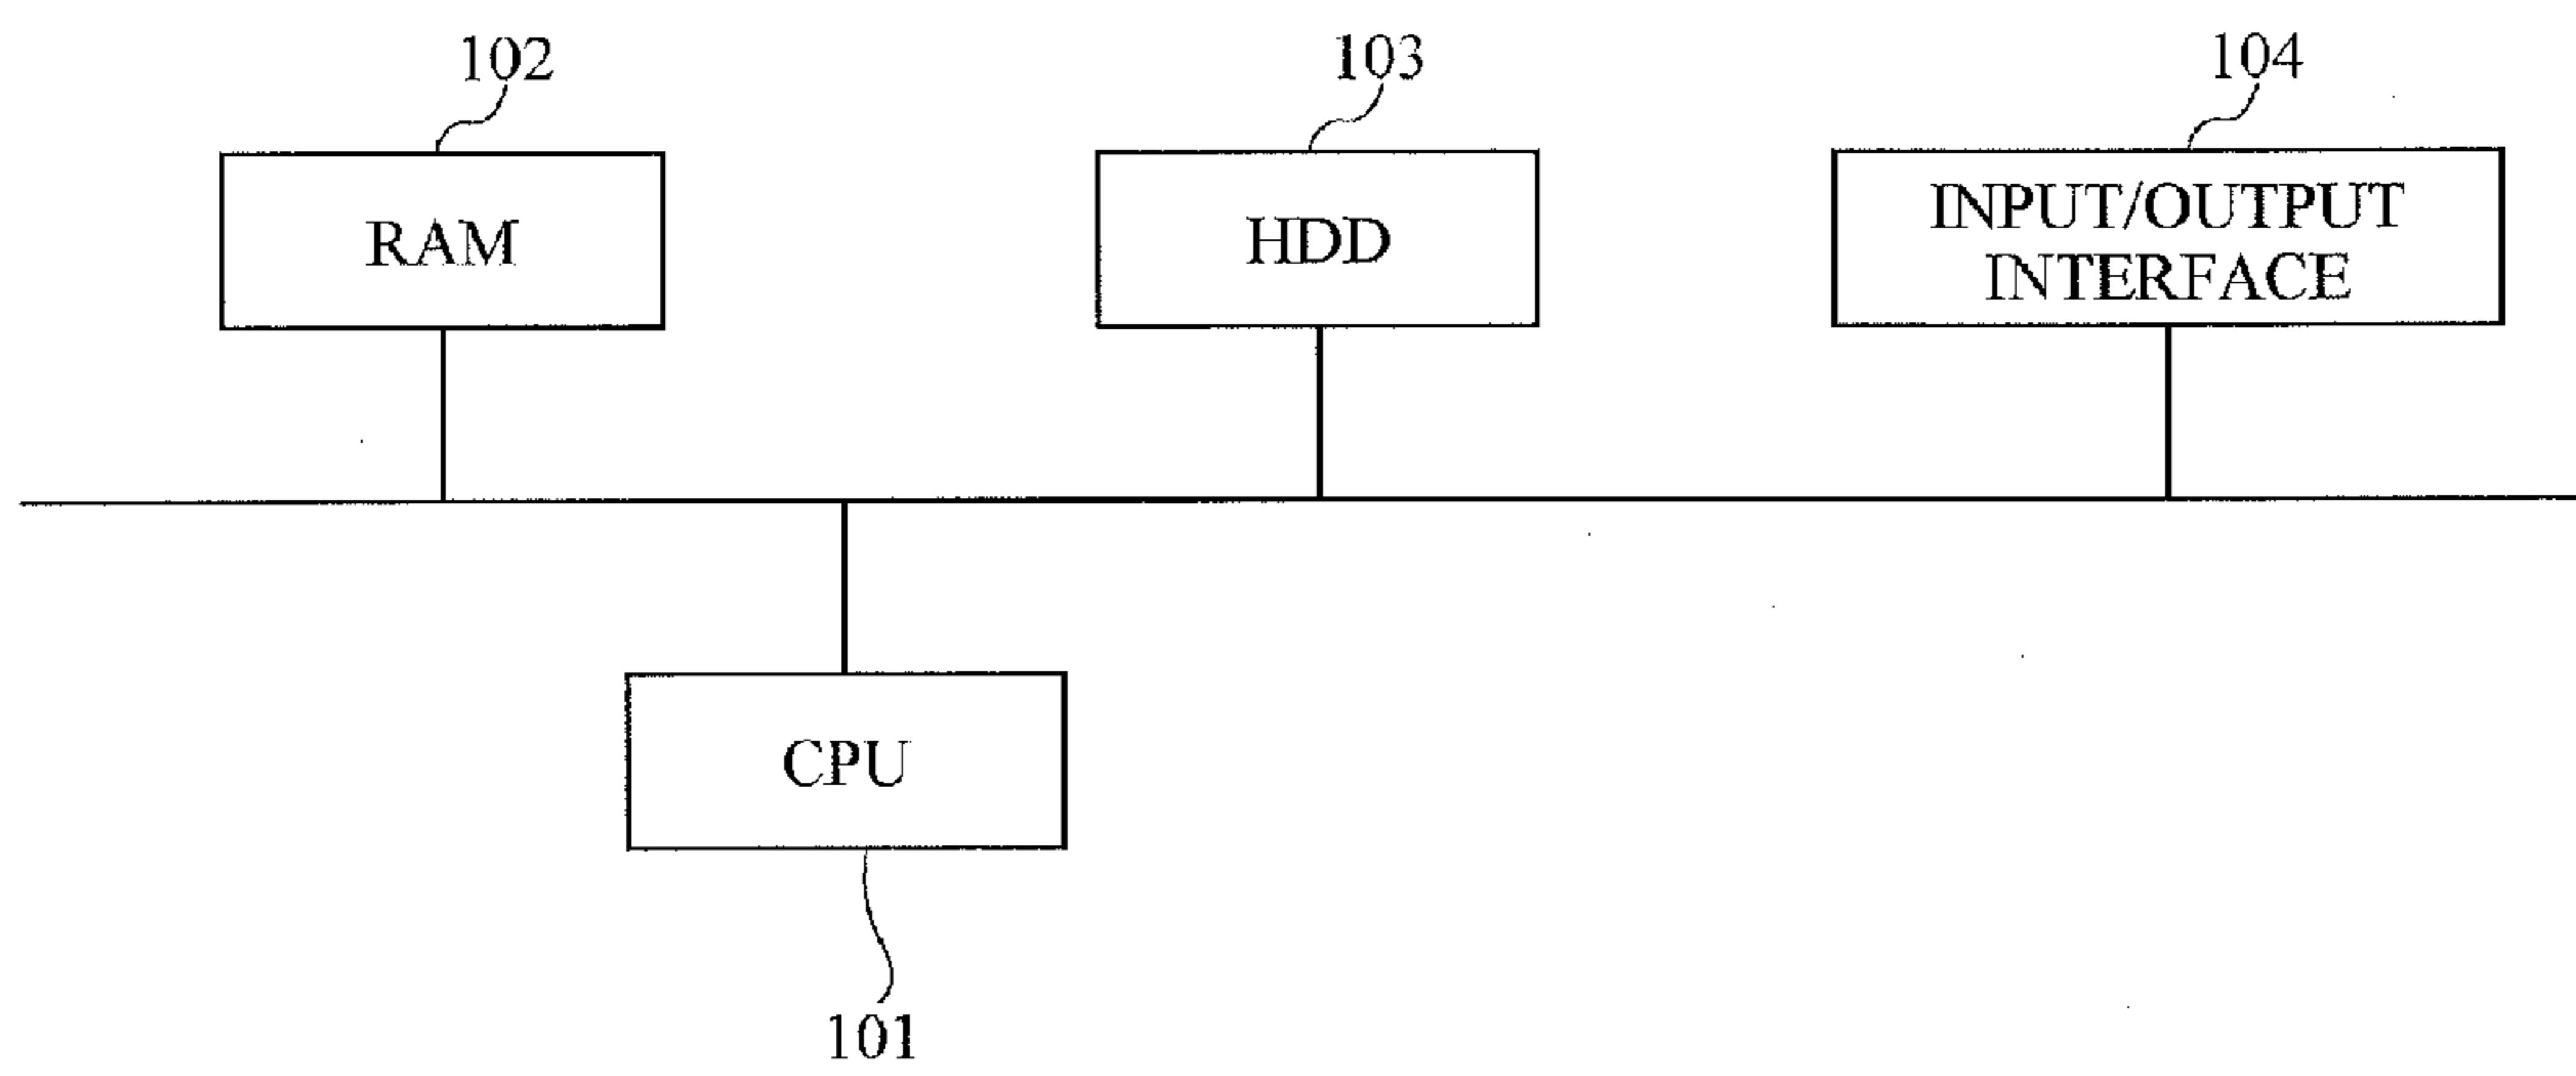 102
103
104
RAM
HDD
INPUT/OUTPUT
INTERFACE
CPU
101